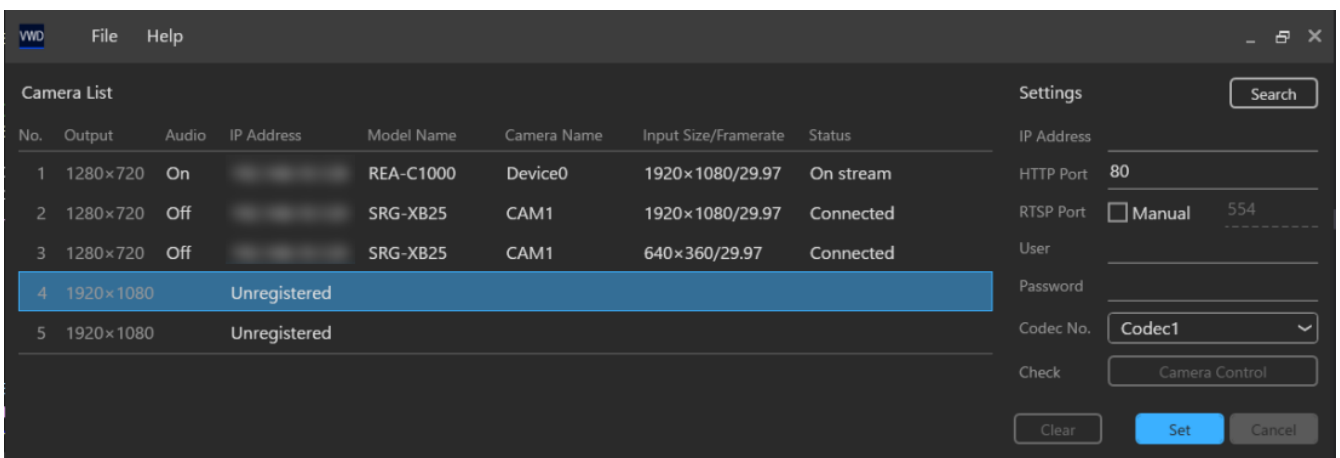 VWD File Help
Camera List
No. Output Audio IP Address Model Name Camera Name Input Size/Framerate Status
1 1280×720 On REA-C1000 Device0 1920×1080/29.97 On stream
2 1280×720 Off SRG-XB25 CAM1 1920×1080/29.97 Connected
3 1280×720 Off SRG-XB25 CAM1 640×360/29.97 Connected
4 1920×1080 Unregistered
5 1920×1080 Unregistered
Settings Search
IP Address
HTTP Port 80
RTSP Port Manual 554
User
Password
Codec No. Codec1
Check Camera Control
Clear Set Cancel